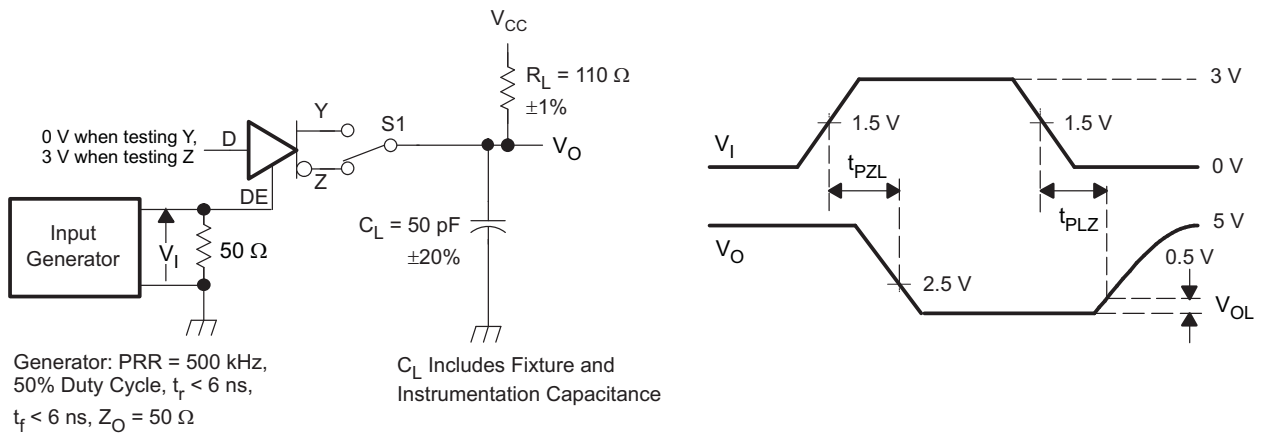 V_CC
R_L = 110 Ω
±1%
0 V when testing Y,
3 V when testing Z
D
Y
Z
S1
V_O
DE
Input
Generator
V_I
50 Ω
C_L = 50 pF
±20%
Generator: PRR = 500 kHz,
50% Duty Cycle, t_r < 6 ns,
t_f < 6 ns, Z_O = 50 Ω
C_L Includes Fixture and
Instrumentation Capacitance
3 V
1.5 V
1.5 V
V_I
0 V
t_PZL
t_PLZ
5 V
V_O
0.5 V
2.5 V
V_OL